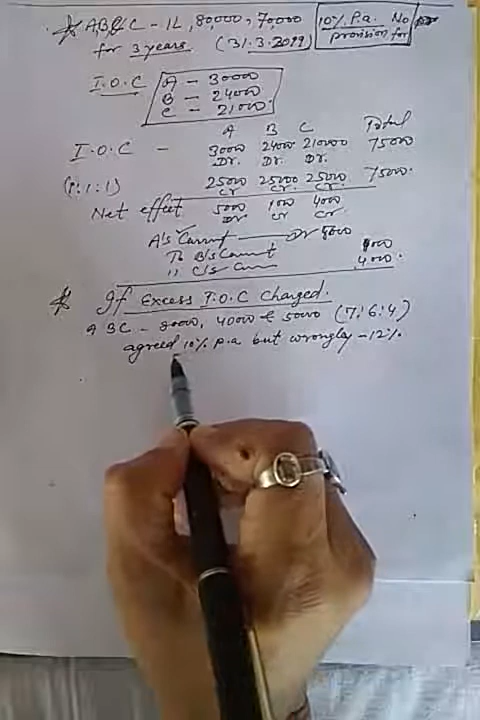 A, B & C - 1L, 80000, 70000 10% P.a. No
for 3 years (31.3.2019) provision for
I.O.C A - 30000
B - 24000
C - 21000
A B C Total
I.O.C - 30000 24000 21000 75000
Dr. Dr. Dr.
(1:1:1) 25000 25000 25000 75000
Cr Cr Cr.
Net effect 5000 1000 4000
Dr Cr Cr
A's Current Dr 5000
To B's Current 1000
" C's Curr 4000.
If Excess I.O.C Charged.
A B C - 40000 & 50000 (7:6:4)
agreed 10% p.a but wrongly - 12%.